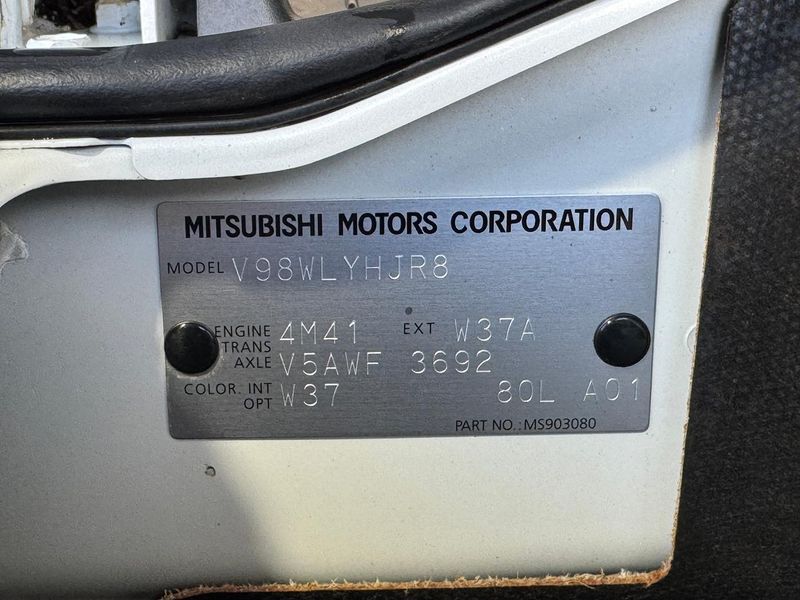 MITSUBISHI MOTORS CORPORATION
MODEL V98WLYHJR8
ENGINE 4M41 EXT W37A
TRANS
AXLE V5AWF 3692
COLOR. INT W37 80L A01
OPT
PART NO.: MS903080